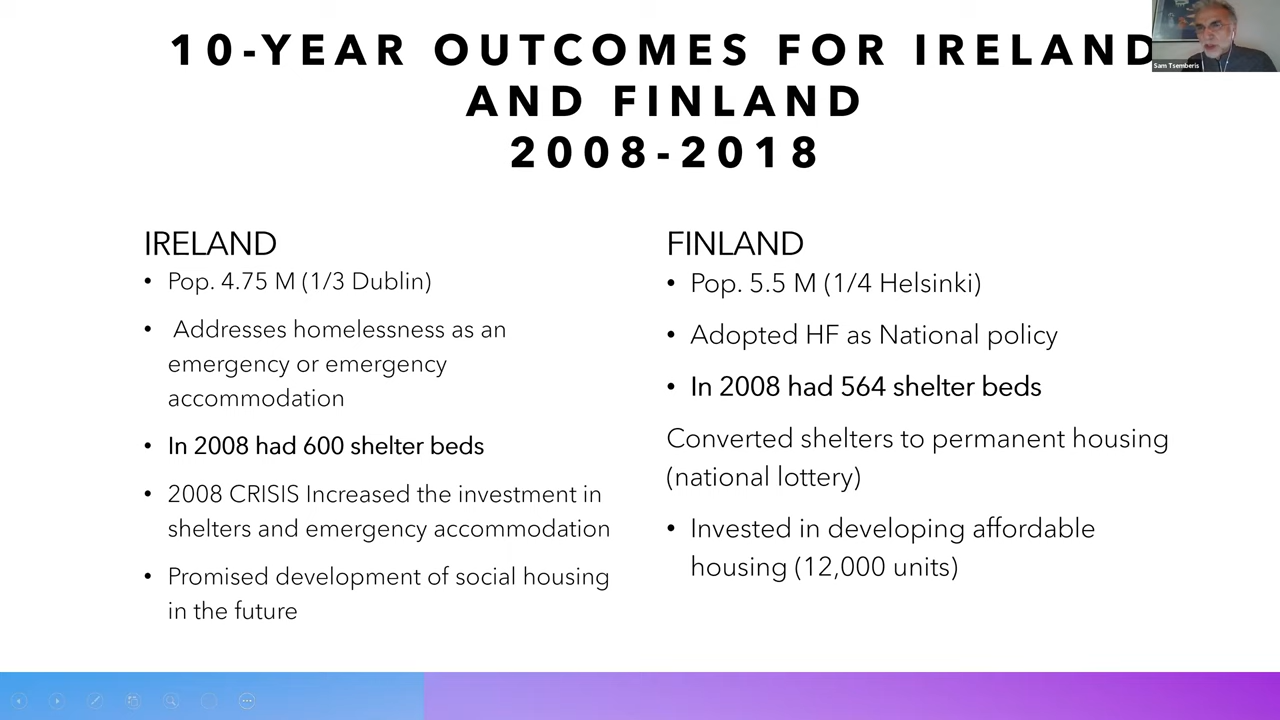 10-YEAR OUTCOMES FOR IRELAND
AND FINLAND
2008-2018
Sam Tsemberis
IRELAND
• Pop. 4.75 M (1/3 Dublin)
• Addresses homelessness as an
emergency or emergency
accommodation
• In 2008 had 600 shelter beds
• 2008 CRISIS Increased the investment in
shelters and emergency accommodation
• Promised development of social housing
in the future
FINLAND
• Pop. 5.5 M (1/4 Helsinki)
• Adopted HF as National policy
• In 2008 had 564 shelter beds
Converted shelters to permanent housing
(national lottery)
• Invested in developing affordable
housing (12,000 units)